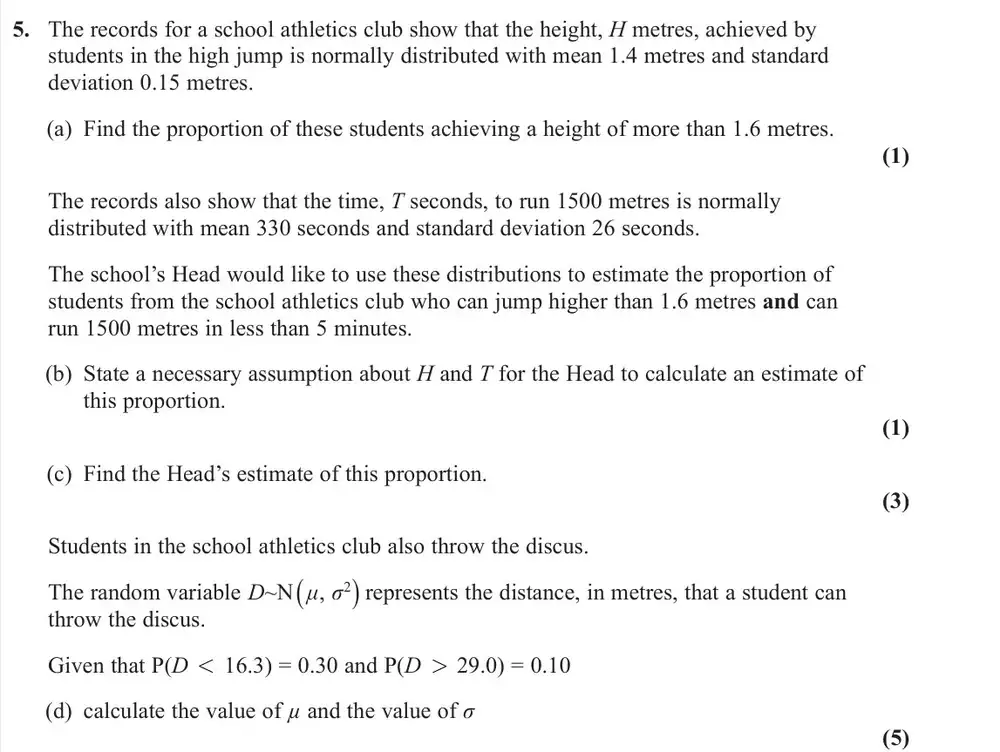 5. The records for a school athletics club show that the height, H metres, achieved by
students in the high jump is normally distributed with mean 1.4 metres and standard
deviation 0.15 metres.
(a) Find the proportion of these students achieving a height of more than 1.6 metres.
(1)
The records also show that the time, T seconds, to run 1500 metres is normally
distributed with mean 330 seconds and standard deviation 26 seconds.
The school's Head would like to use these distributions to estimate the proportion of
students from the school athletics club who can jump higher than 1.6 metres and can
run 1500 metres in less than 5 minutes.
(b) State a necessary assumption about H and T for the Head to calculate an estimate of
this proportion.
(1)
(c) Find the Head's estimate of this proportion.
(3)
Students in the school athletics club also throw the discus.
The random variable D~N(μ, σ²) represents the distance, in metres, that a student can
throw the discus.
Given that P(D < 16.3) = 0.30 and P(D > 29.0) = 0.10
(d) calculate the value of μ and the value of σ
(5)